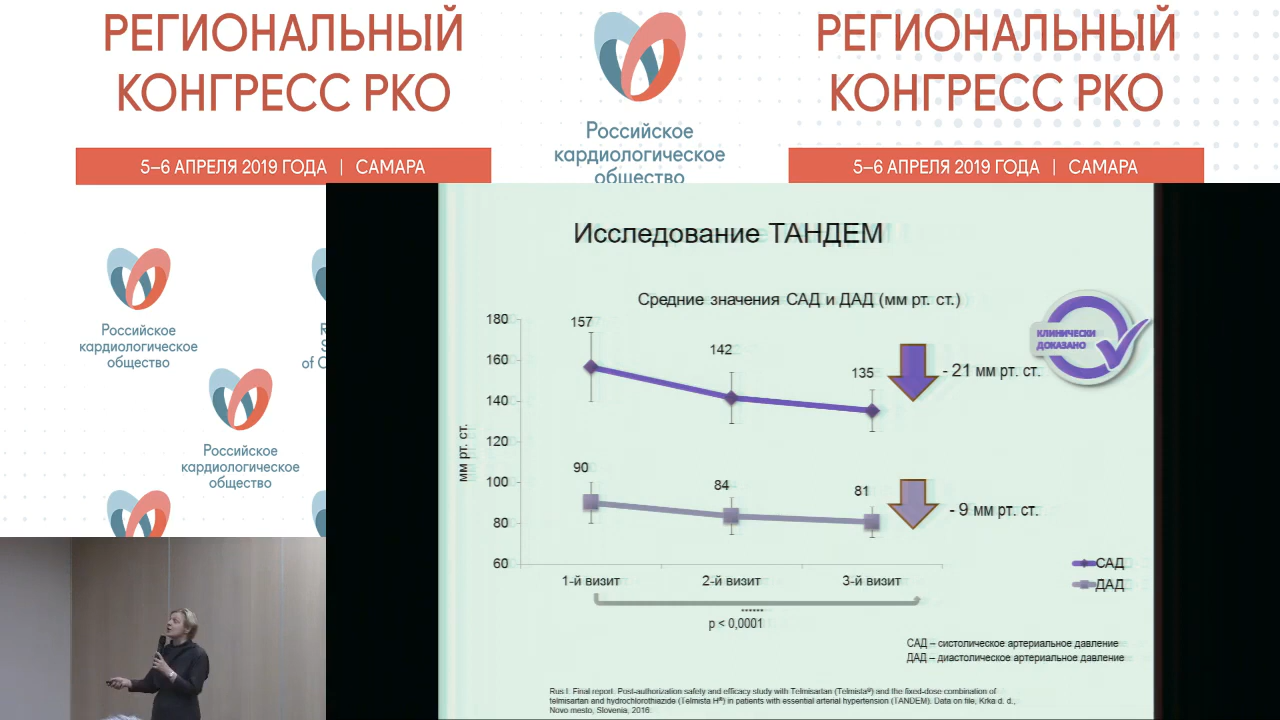 РЕГИОНАЛЬНЫЙ
КОНГРЕСС РКО
5–6 АПРЕЛЯ 2019 ГОДА | САМАРА
Российское
кардиологическое
общество
РЕГИОНАЛЬНЫЙ
КОНГРЕСС РКО
5–6 АПРЕЛЯ 2019 ГОДА | САМАРА
Российское
кардиологическое
общество
R
S
of C
Российское
кардиологическое
общество
Исследование ТАНДЕМ
Средние значения САД и ДАД (мм рт. ст.)
КЛИНИЧЕСКИ
ДОКАЗАНО
мм рт. ст.
180
160
140
120
100
80
60
157
142
135
- 21 мм рт. ст.
90
84
81
- 9 мм рт. ст.
1-й визит
2-й визит
3-й визит
p < 0,0001
САД
ДАД
САД – систолическое артериальное давление
ДАД – диастолическое артериальное давление
Rus I. Final report. Post-authorization safety and efficacy study with Telmisartan (Telmista®) and the fixed-dose combination of
telmisartan and hydrochlorothiazide (Telmista H®) in patients with essential arterial hypertension (TANDEM). Data on file, Krka d. d.,
Novo mesto, Slovenia, 2016.